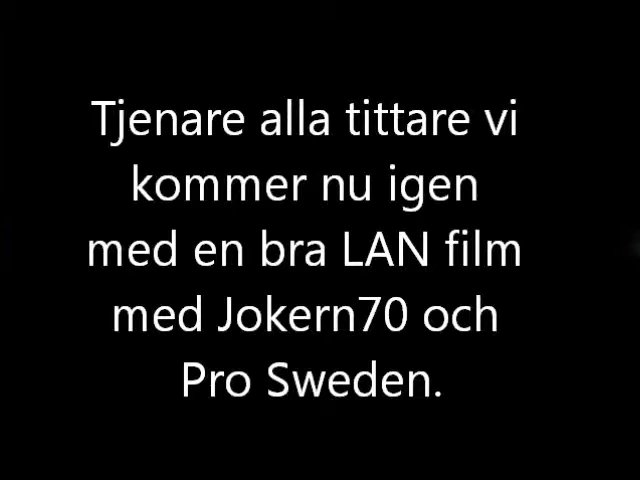 Tjenare alla tittare vi
kommer nu igen
med en bra LAN film
med Jokern70 och
Pro Sweden.